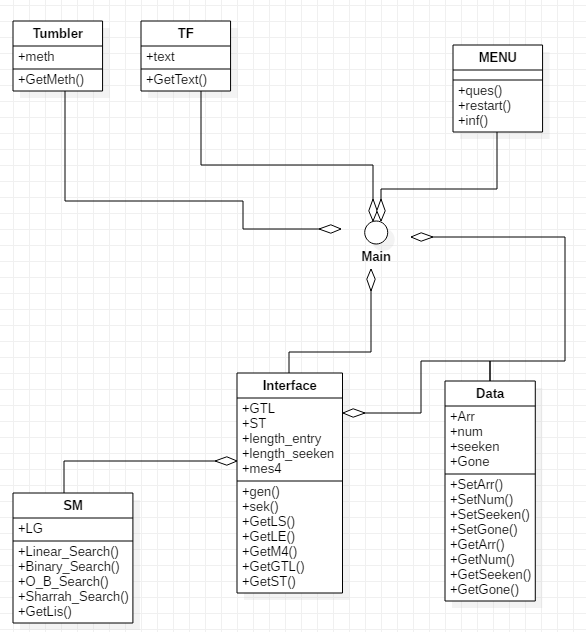 Tumbler
+meth
+GetMeth()
TF
+text
+GetText()
MENU
+ques()
+restart()
+inf()
Main
Interface
+GTL
+ST
+length_entry
+length_seeken
+mes4
+gen()
+sek()
+GetLS()
+GetLE()
+GetM4()
+GetGTL()
+GetST()
Data
+Arr
+num
+seeken
+Gone
+SetArr()
+SetNum()
+SetSeeken()
+SetGone()
+GetArr()
+GetNum()
+GetSeeken()
+GetGone()
SM
+LG
+Linear_Search()
+Binary_Search()
+O_B_Search()
+Sharrah_Search()
+GetLis()